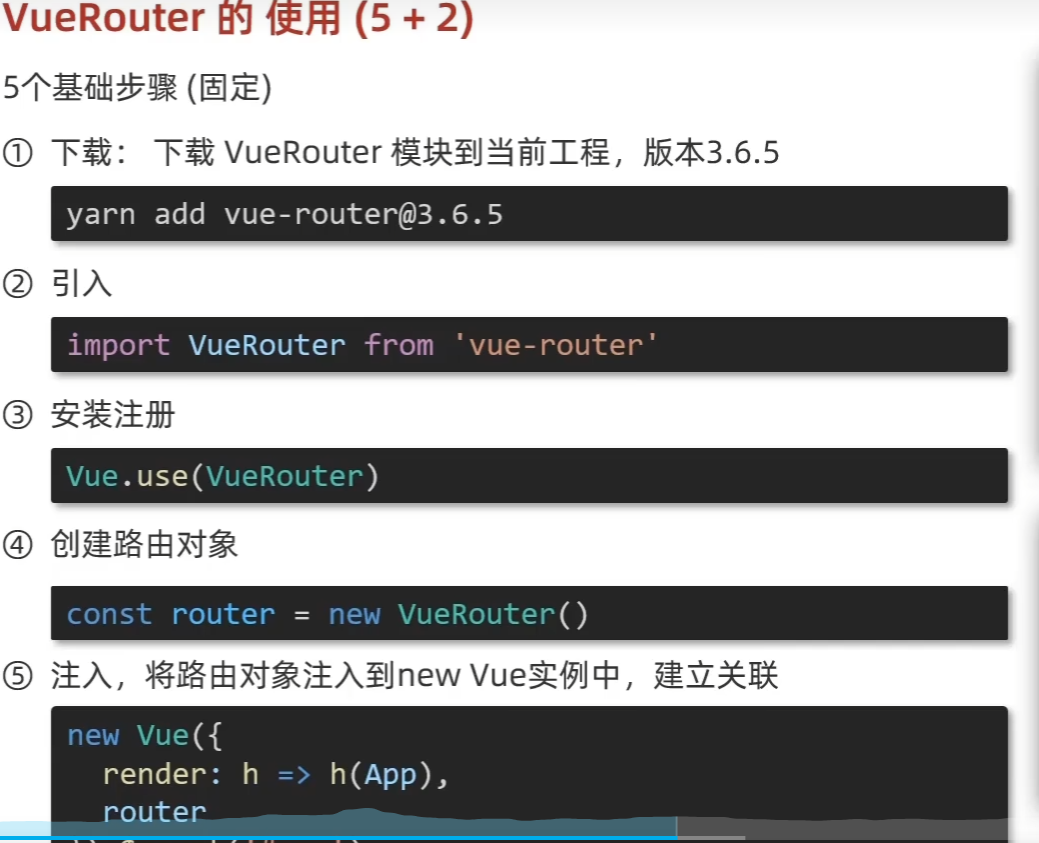 VueRouter 的 使用 (5 + 2)
5个基础步骤 (固定)
① 下载： 下载 VueRouter 模块到当前工程，版本3.6.5
yarn add vue-router@3.6.5
② 引入
import VueRouter from 'vue-router'
③ 安装注册
Vue.use(VueRouter)
④ 创建路由对象
const router = new VueRouter()
⑤ 注入，将路由对象注入到new Vue实例中，建立关联
new Vue({
render: h => h(App),
router